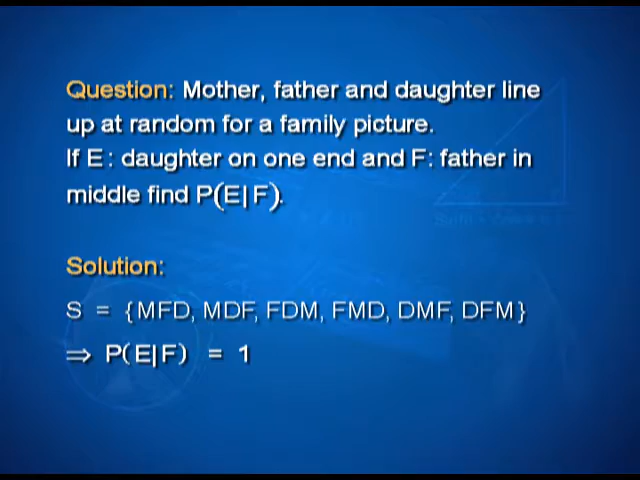 Question: Mother, father and daughter line
up at random for a family picture.
If E : daughter on one end and F: father in
middle find P(E|F).
Solution:
S = {MFD, MDF, FDM, FMD, DMF, DFM}
⇒ P(E|F) = 1